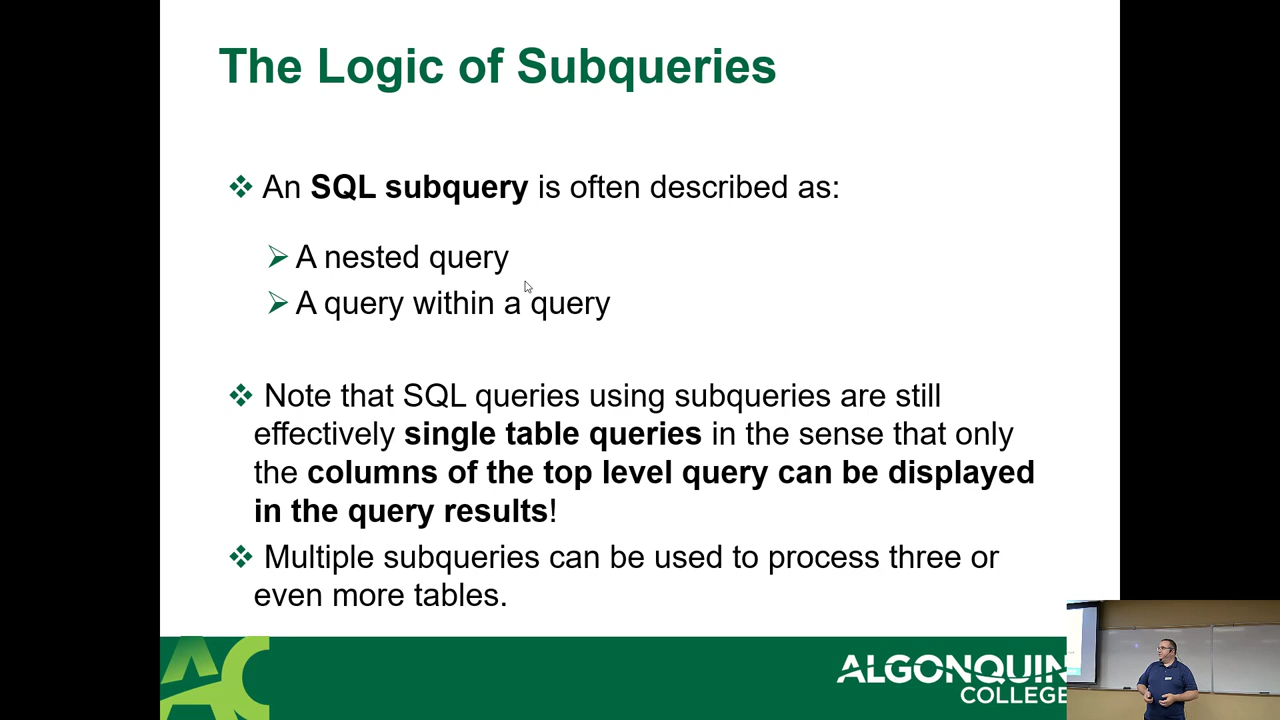 The Logic of Subqueries
An SQL subquery is often described as:
A nested query
A query within a query
Note that SQL queries using subqueries are still
effectively single table queries in the sense that only
the columns of the top level query can be displayed
in the query results!
Multiple subqueries can be used to process three or
even more tables.
AC
ALGONQUIN
COLLEGE